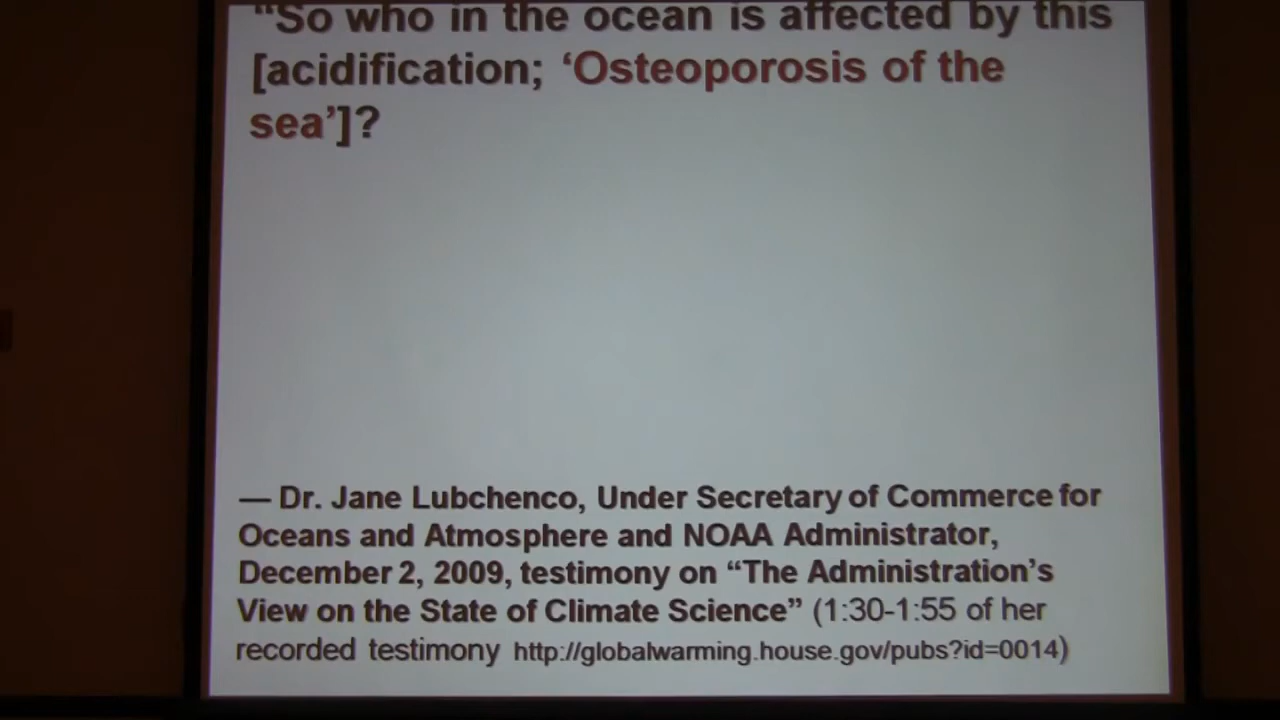 “So who in the ocean is affected by this
[acidification; ‘Osteoporosis of the
sea’]?
— Dr. Jane Lubchenco, Under Secretary of Commerce for
Oceans and Atmosphere and NOAA Administrator,
December 2, 2009, testimony on “The Administration’s
View on the State of Climate Science” (1:30-1:55 of her
recorded testimony http://globalwarming.house.gov/pubs?id=0014)